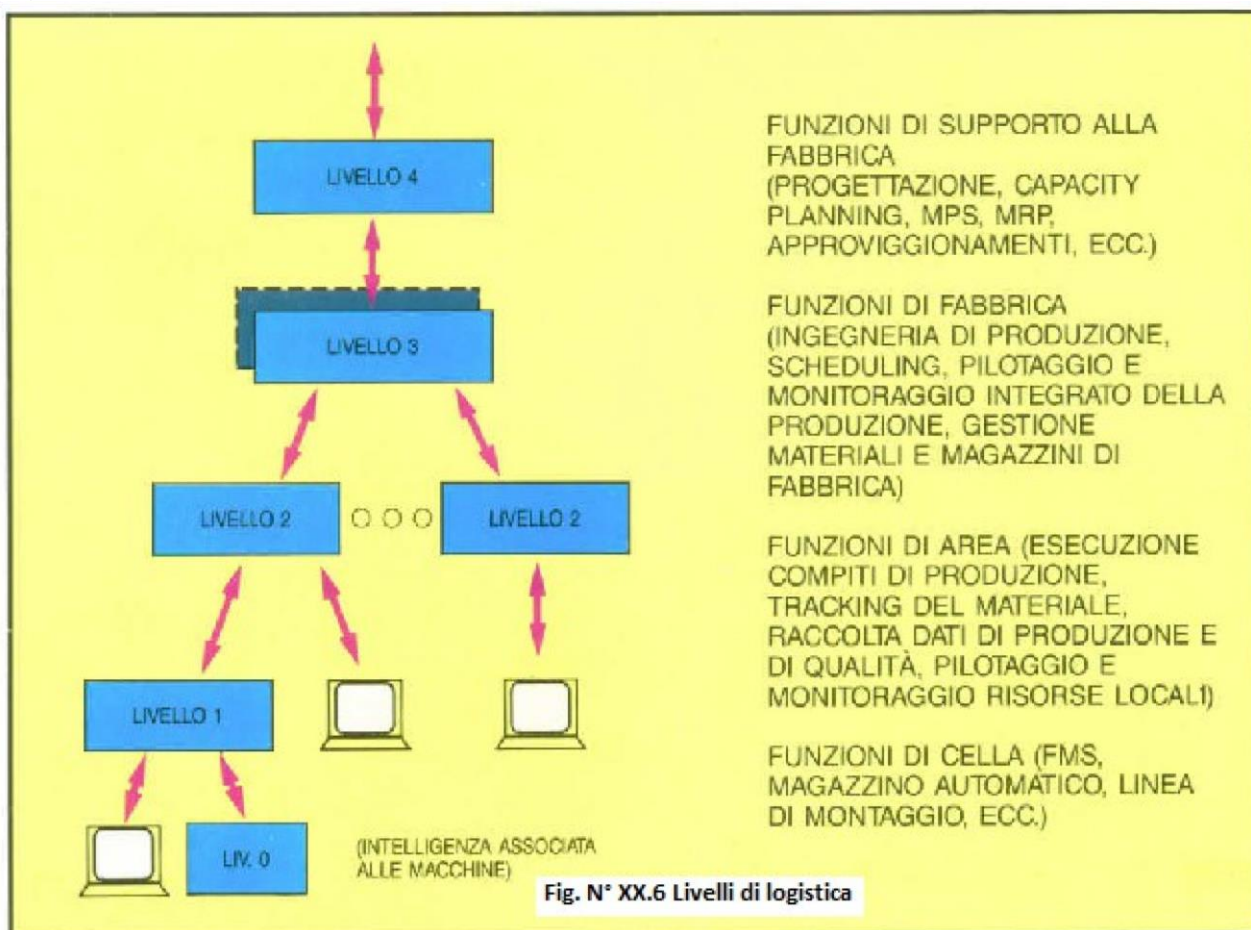 LIVELLO 4
LIVELLO 3
LIVELLO 2
LIVELLO 2
LIVELLO 1
LIV. 0
(INTELLIGENZA ASSOCIATA
ALLE MACCHINE)
FUNZIONI DI SUPPORTO ALLA
FABBRICA
(PROGETTAZIONE, CAPACITY
PLANNING, MPS, MRP,
APPROVIGGIONAMENTI, ECC.)
FUNZIONI DI FABBRICA
(INGEGNERIA DI PRODUZIONE,
SCHEDULING, PILOTAGGIO E
MONITORAGGIO INTEGRATO DELLA
PRODUZIONE, GESTIONE
MATERIALI E MAGAZZINI DI
FABBRICA)
FUNZIONI DI AREA (ESECUZIONE
COMPITI DI PRODUZIONE,
TRACKING DEL MATERIALE,
RACCOLTA DATI DI PRODUZIONE E
DI QUALITÀ, PILOTAGGIO E
MONITORAGGIO RISORSE LOCALI)
FUNZIONI DI CELLA (FMS,
MAGAZZINO AUTOMATICO, LINEA
DI MONTAGGIO, ECC.)
Fig. N° XX.6 Livelli di logistica